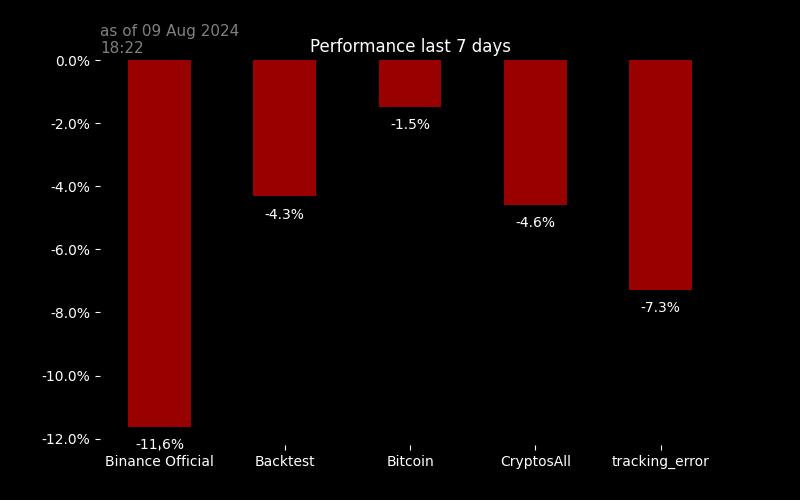 as of 09 Aug 2024
18:22
Performance last 7 days
0.0%
-2.0%
-4.0%
-6.0%
-8.0%
-10.0%
-12.0%
-11.6%
-4.3%
-1.5%
-4.6%
-7.3%
Binance Official
Backtest
Bitcoin
CryptosAll
tracking_error